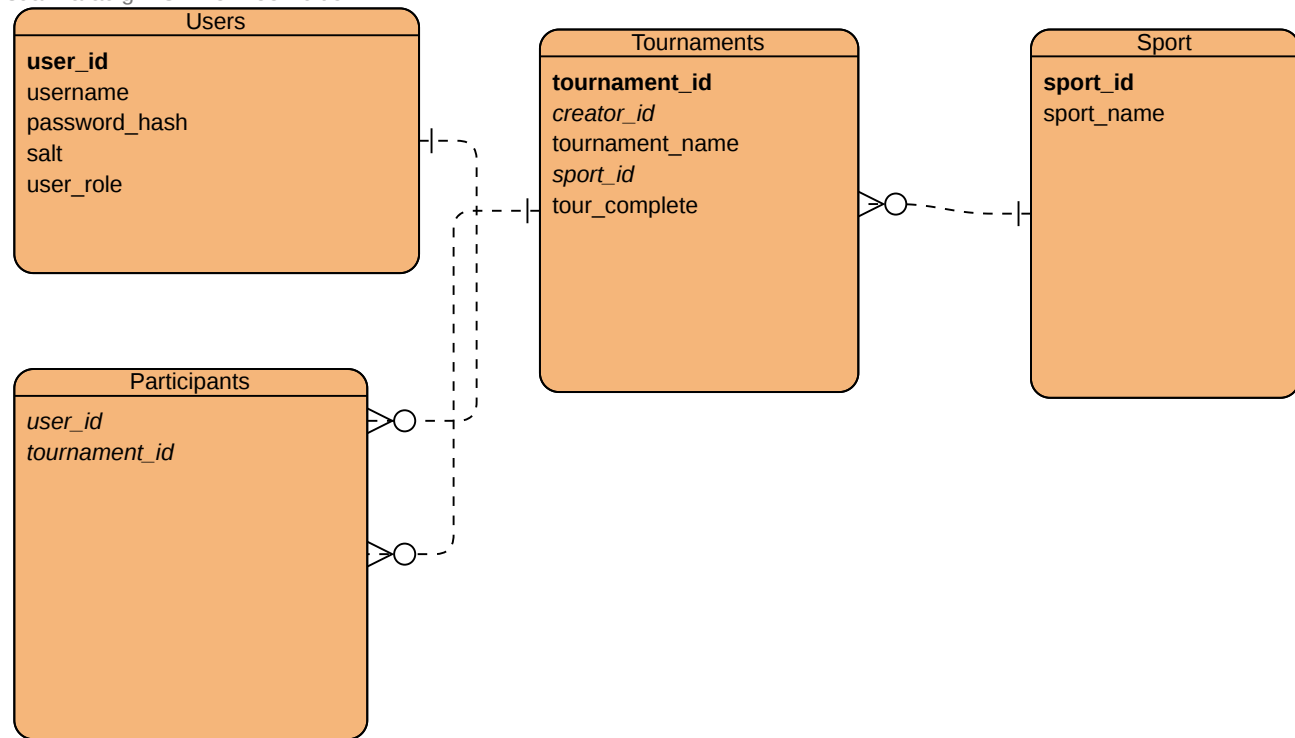 Users
user_id
username
password_hash
salt
user_role
Tournaments
tournament_id
creator_id
tournament_name
sport_id
tour_complete
Sport
sport_id
sport_name
Participants
user_id
tournament_id